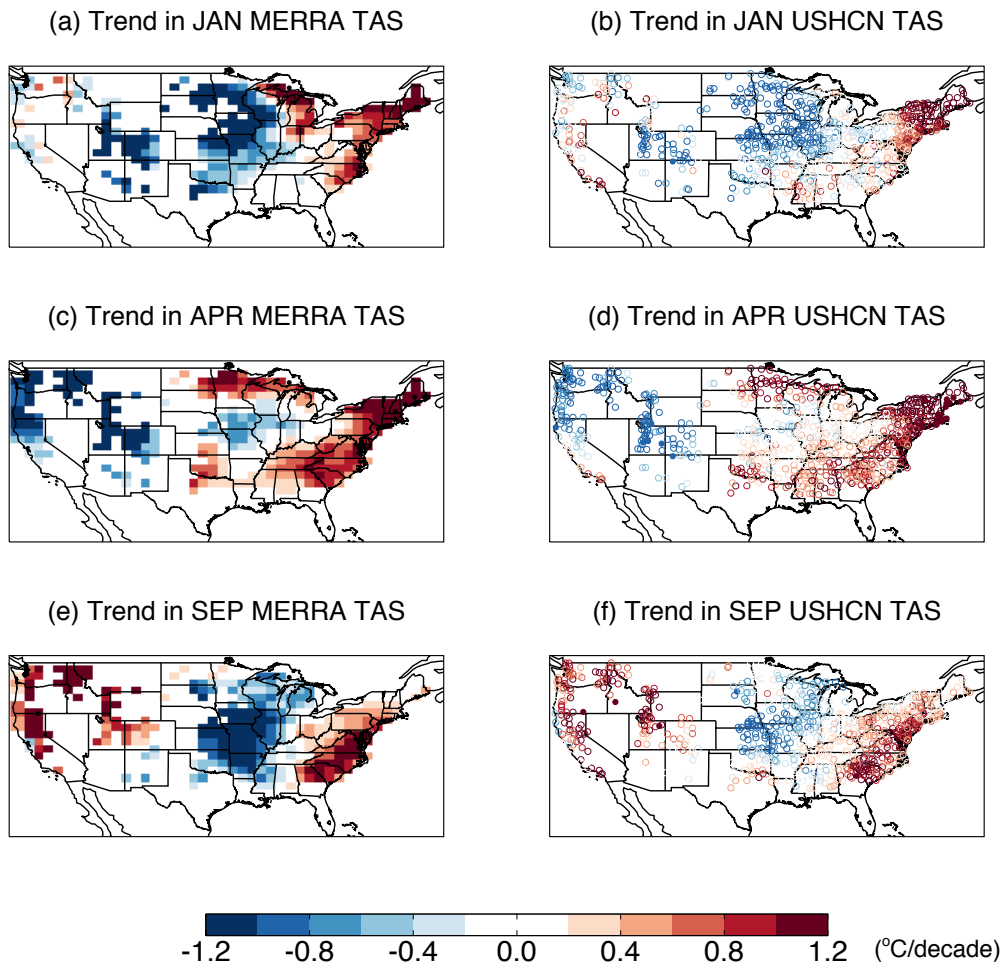 (a) Trend in JAN MERRA TAS
(b) Trend in JAN USHCN TAS
(c) Trend in APR MERRA TAS
(d) Trend in APR USHCN TAS
(e) Trend in SEP MERRA TAS
(f) Trend in SEP USHCN TAS
-1.2 -0.8 -0.4 0.0 0.4 0.8 1.2 (°C/decade)